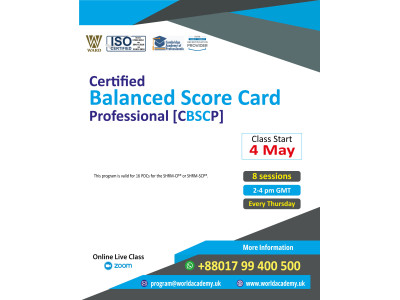 WARD
ISO
CERTIFIED
Cambridge
Academy of
Professionals
PROVIDER
Certified
Balanced Score Card
Professional [CBSCP]
Class Start
4 May
This program is valid for 16 PDCs for the SHRM-CP® or SHRM-SCP®.
8 sessions
2-4 pm GMT
Every Thursday
Online Live Class
zoom
More Information
+88017 99 400 500
program@worldacademy.uk
www.worldacademy.uk